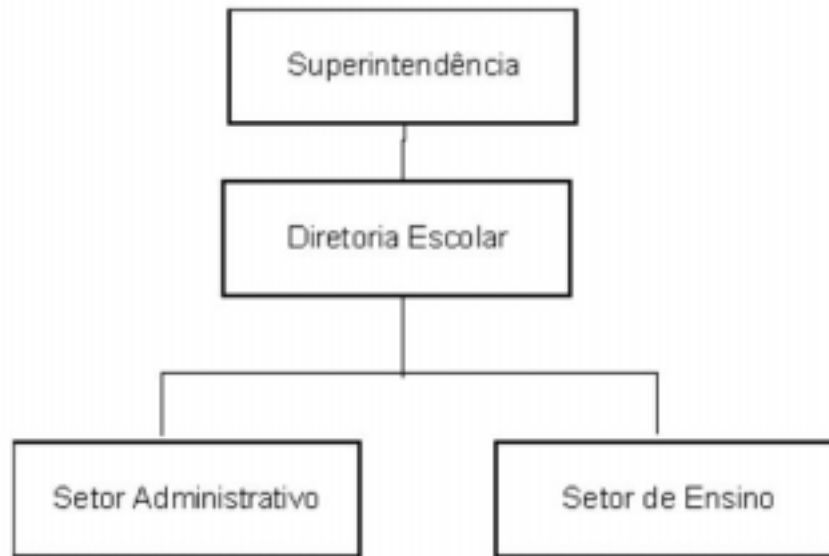 Superintendência
Diretoria Escolar
Setor Administrativo
Setor de Ensino